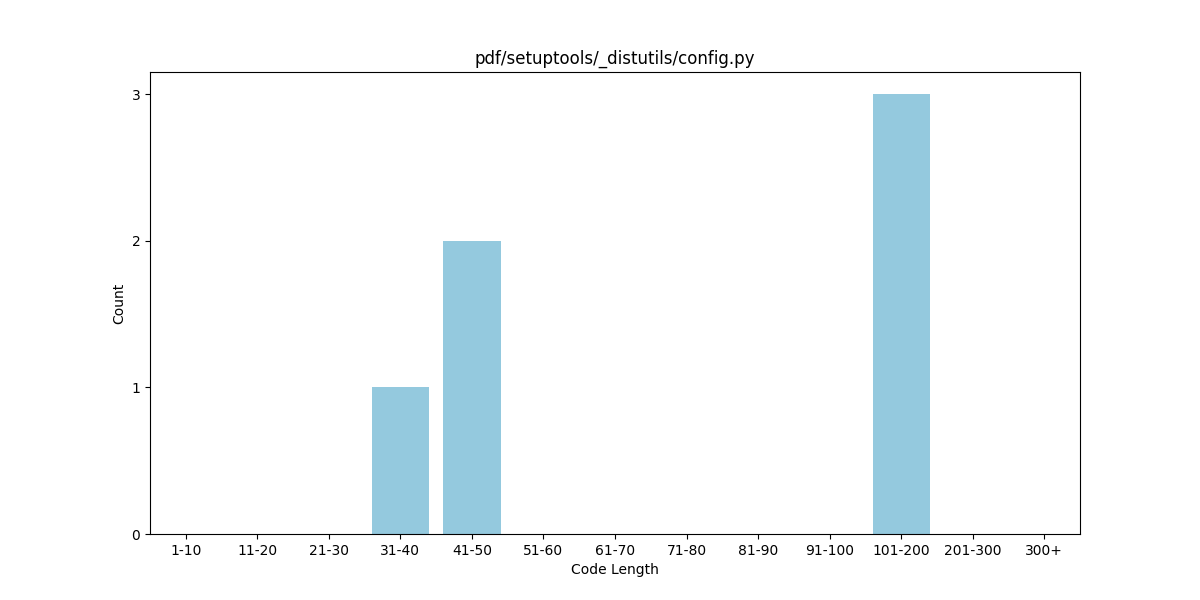 pdf/setuptools/_distutils/config.py
3
2
1
0
Count
1-10 11-20 21-30 31-40 41-50 51-60 61-70 71-80 81-90 91-100 101-200 201-300 300+
Code Length